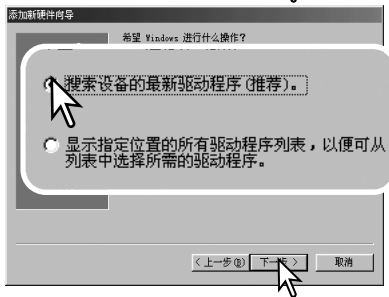 添加新硬件向导
希望 Windows 进行什么操作?
搜索设备的最新驱动程序(推荐)。
显示指定位置的所有驱动程序列表，以便可从
列表中选择所需的驱动程序。
<上一步(B) 下一步> 取消